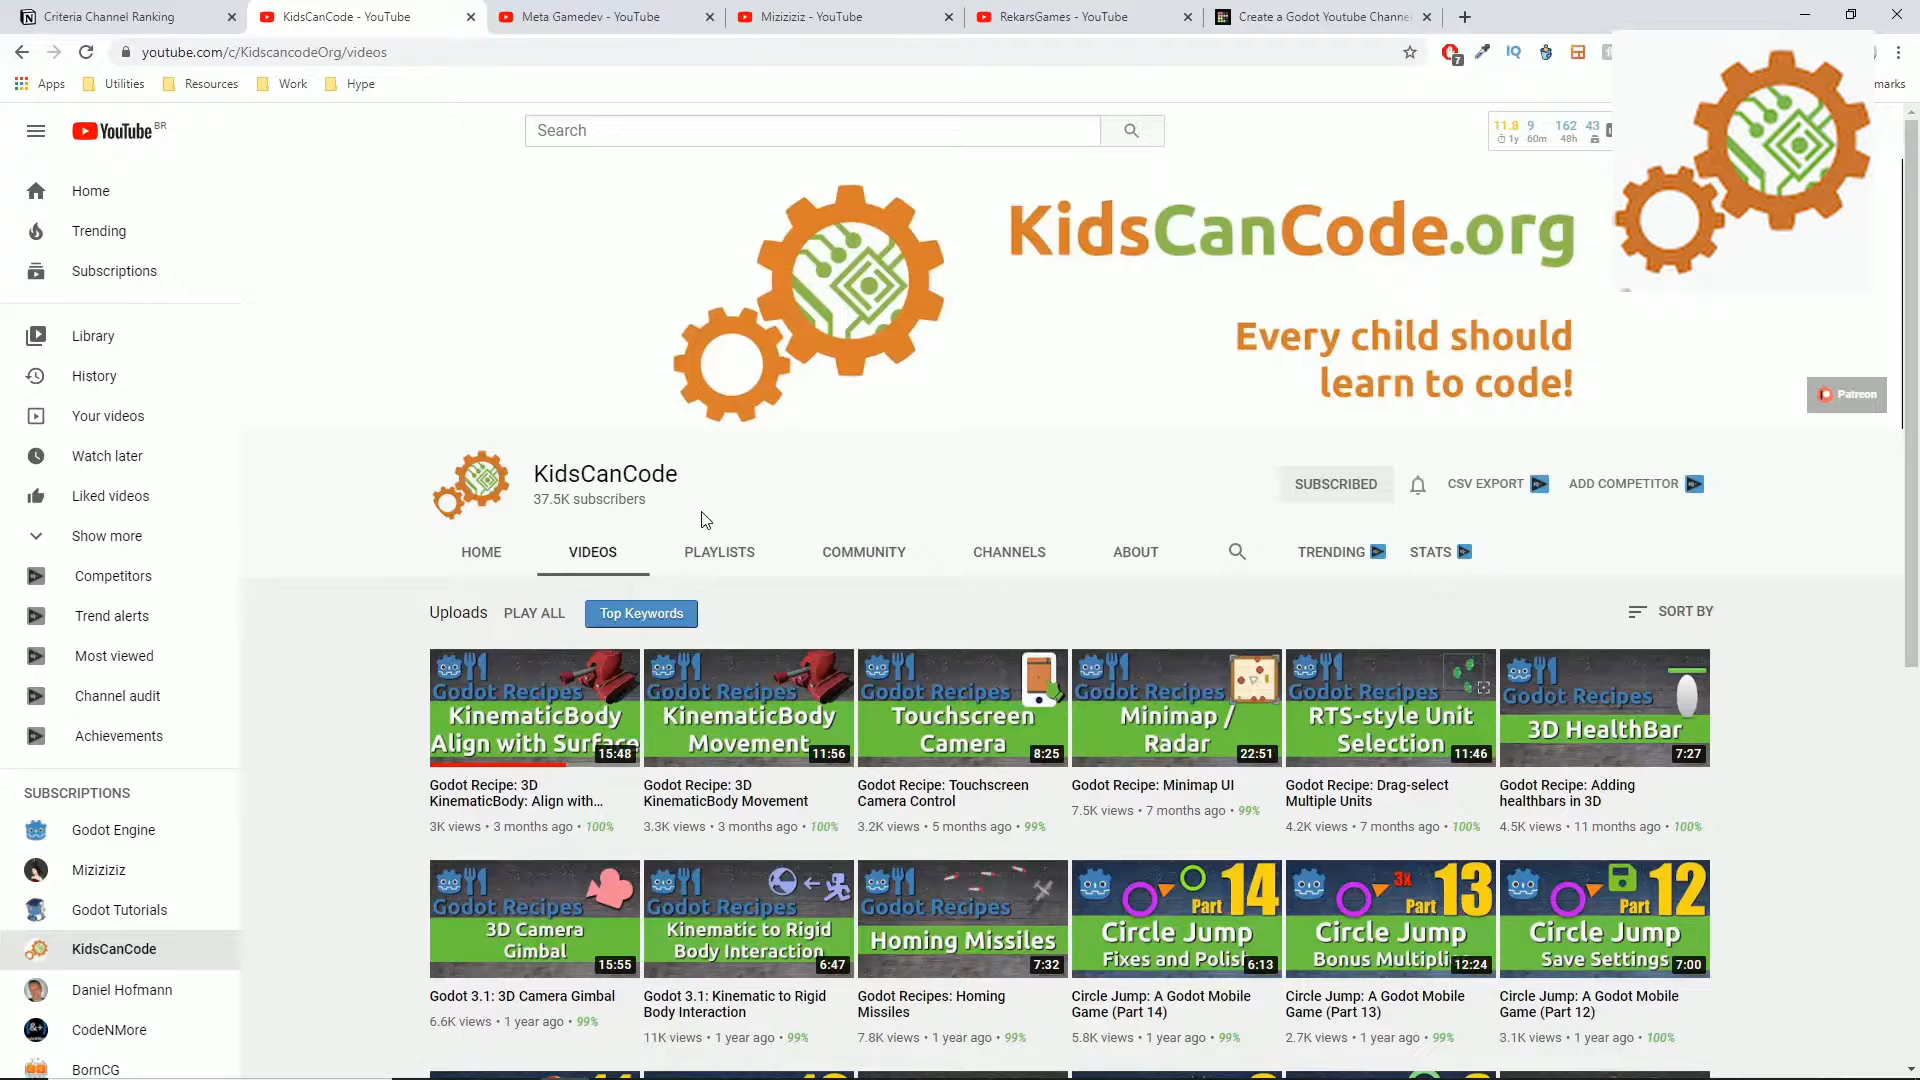 Criteria Channel Ranking
KidsCanCode - YouTube
Meta Gamedev - YouTube
Miziziziz - YouTube
RekarsGames - YouTube
Create a Godot Youtube Channel
youtube.com/c/KidscancodeOrg/videos
7
IQ
Apps
Utilities
Resources
Work
Hype
marks
YouTube BR
Search
11.8 9 162 43
1y 60m 48h
Home
Trending
Subscriptions
Library
History
Your videos
Watch later
Liked videos
Show more
Competitors
Trend alerts
Most viewed
Channel audit
Achievements
SUBSCRIPTIONS
Godot Engine
Miziziziz
Godot Tutorials
KidsCanCode
Daniel Hofmann
CodeNMore
BornCG
KidsCanCode.org
Every child should
learn to code!
Patreon
KidsCanCode
37.5K subscribers
SUBSCRIBED
CSV EXPORT
ADD COMPETITOR
HOME
VIDEOS
PLAYLISTS
COMMUNITY
CHANNELS
ABOUT
TRENDING
STATS
Uploads
PLAY ALL
Top Keywords
SORT BY
Godot Recipes
KinematicBody
Align with Surface
15:48
Godot Recipe: 3D
KinematicBody: Align with...
3K views • 3 months ago • 100%
Godot Recipes
KinematicBody
Movement
11:56
Godot Recipe: 3D
KinematicBody Movement
3.3K views • 3 months ago • 100%
Godot Recipes
Touchscreen
Camera
8:25
Godot Recipe: Touchscreen
Camera Control
3.2K views • 5 months ago • 99%
Godot Recipes
Minimap /
Radar
22:51
Godot Recipe: Minimap UI
7.5K views • 7 months ago • 99%
Godot Recipes
RTS-style Unit
Selection
11:46
Godot Recipe: Drag-select
Multiple Units
4.2K views • 7 months ago • 100%
Godot Recipes
3D HealthBar
7:27
Godot Recipe: Adding
healthbars in 3D
4.5K views • 11 months ago • 100%
Godot Recipes
3D Camera
Gimbal
15:55
Godot 3.1: 3D Camera Gimbal
6.6K views • 1 year ago • 99%
Godot Recipes
Kinematic to Rigid
Body Interaction
6:47
Godot 3.1: Kinematic to Rigid
Body Interaction
11K views • 1 year ago • 99%
Godot Recipes
Homing Missiles
7:32
Godot Recipes: Homing
Missiles
7.8K views • 1 year ago • 99%
Part 14
Circle Jump
Fixes and Polish
6:13
Circle Jump: A Godot Mobile
Game (Part 14)
5.8K views • 1 year ago • 99%
3x
Part 13
Circle Jump
Bonus Multipli
12:24
Circle Jump: A Godot Mobile
Game (Part 13)
2.7K views • 1 year ago • 99%
Part 12
Circle Jump
Save Settings
7:00
Circle Jump: A Godot Mobile
Game (Part 12)
3.1K views • 1 year ago • 100%